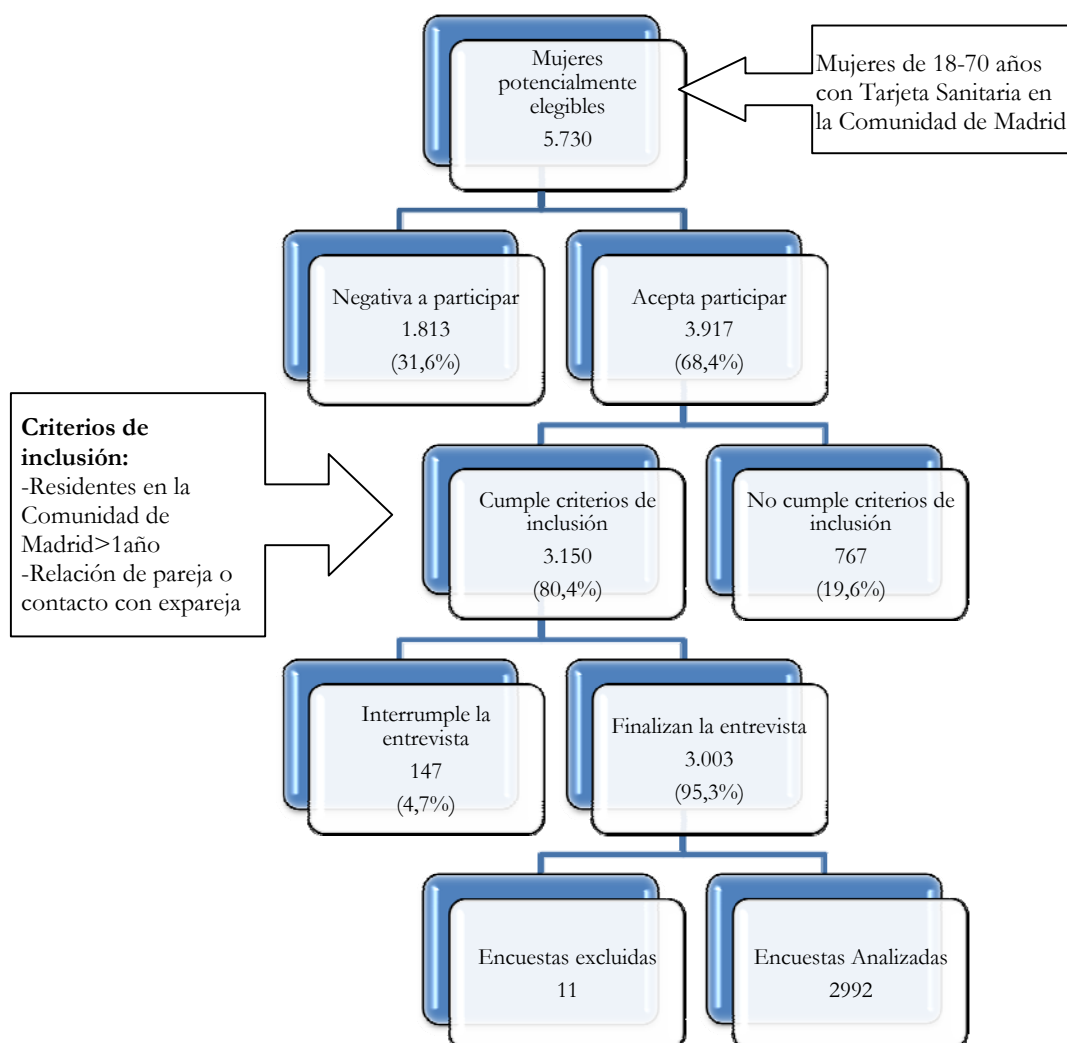 Mujeres
potencialmente
elegibles
5.730
Mujeres de 18-70 años
con Tarjeta Sanitaria en
la Comunidad de Madrid
Negativa a participar
1.813
(31,6%)
Acepta participar
3.917
(68,4%)
Criterios de
inclusión:
-Residentes en la
Comunidad de
Madrid>1año
-Relación de pareja o
contacto con expareja
Cumple criterios de
inclusión
3.150
(80,4%)
No cumple criterios de
inclusión
767
(19,6%)
Interrumple la
entrevista
147
(4,7%)
Finalizan la entrevista
3.003
(95,3%)
Encuestas excluidas
11
Encuestas Analizadas
2992